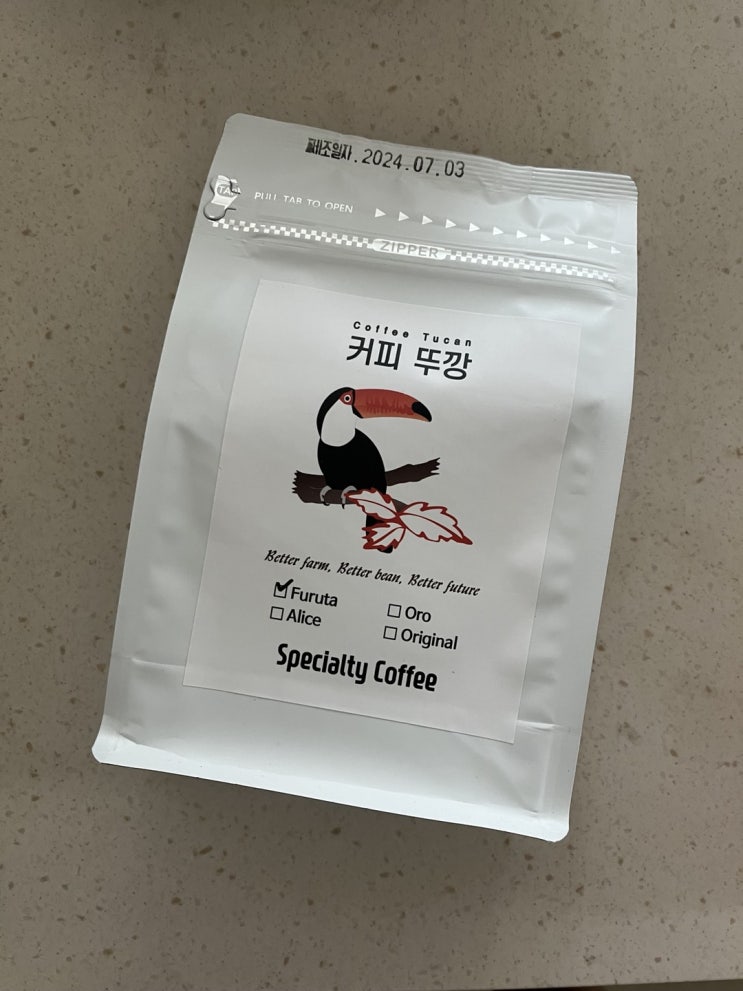 제조일자. 2024.07.03
TAB
PULL TAB TO OPEN
ZIPPER
Coffee Tucan
커피 뚜깡
Better farm, Better bean, Better future
Furuta
Oro
Alice
Original
Specialty Coffee